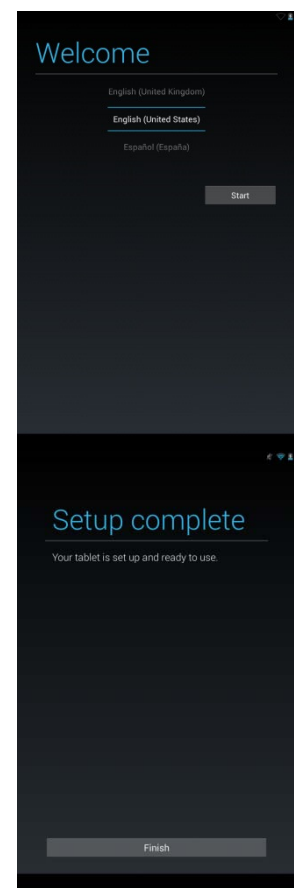 Welcome
English (United Kingdom)
English (United States)
Español (España)
Start
Setup complete
Your tablet is set up and ready to use.
Finish